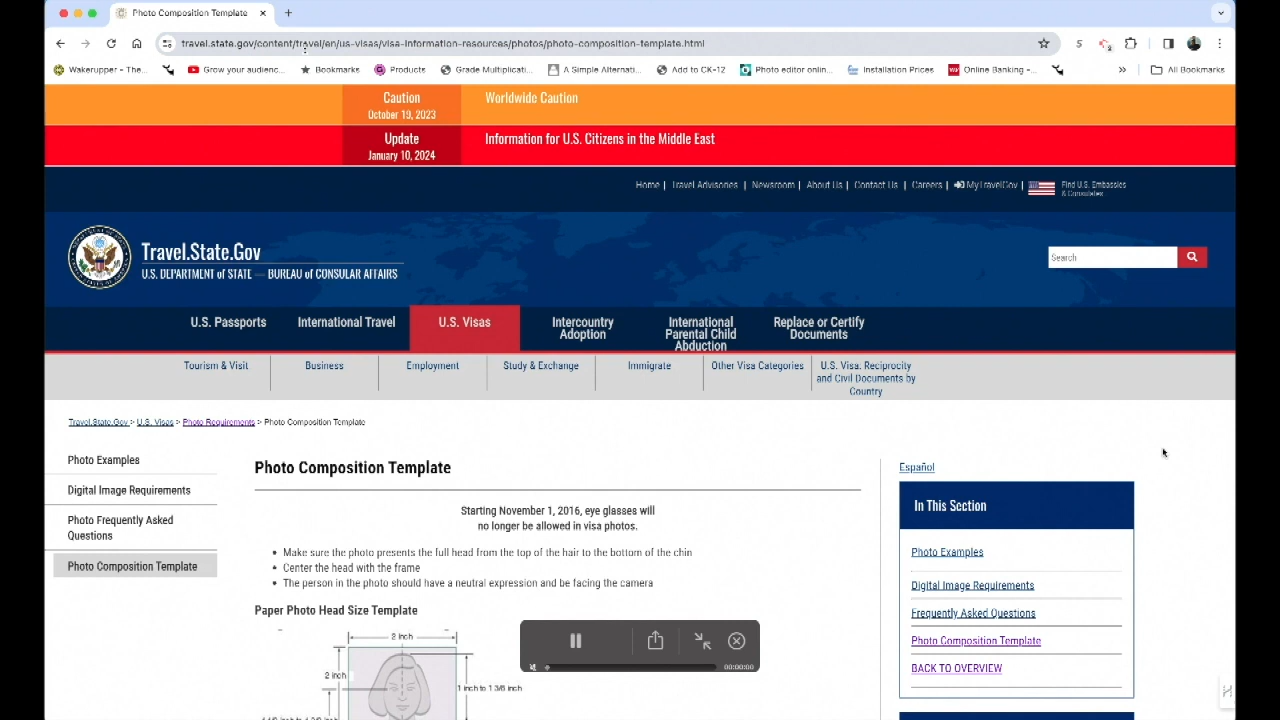 Photo Composition Template
travel.state.gov/content/travel/en/us-visas/visa-information-resources/photos/photo-composition-template.html
Wakerupper - The... Grow your audienc... Bookmarks Products Grade Multiplicati... A Simple Alternati... Add to CK-12 Photo editor onlin... Installation Prices Online Banking -... » All Bookmarks
Caution
October 19, 2023
Worldwide Caution
Update
January 10, 2024
Information for U.S. Citizens in the Middle East
Home | Travel Advisories | Newsroom | About Us | Contact Us | Careers | MyTravelGov |
Find U.S. Embassies
& Consulates
Travel.State.Gov
U.S. DEPARTMENT of STATE — BUREAU of CONSULAR AFFAIRS
Search
U.S. Passports
International Travel
U.S. Visas
Intercountry
Adoption
International
Parental Child
Abduction
Replace or Certify
Documents
Tourism & Visit
Business
Employment
Study & Exchange
Immigrate
Other Visa Categories
U.S. Visa: Reciprocity
and Civil Documents by
Country
Travel.State.Gov > U.S. Visas > Photo Requirements > Photo Composition Template
Photo Examples
Digital Image Requirements
Photo Frequently Asked
Questions
Photo Composition Template
Photo Composition Template
Starting November 1, 2016, eye glasses will
no longer be allowed in visa photos.
• Make sure the photo presents the full head from the top of the hair to the bottom of the chin
• Center the head with the frame
• The person in the photo should have a neutral expression and be facing the camera
Paper Photo Head Size Template
2 inch
2 inch
1 inch to 1 3/8 inch
00:00:00
Español
In This Section
Photo Examples
Digital Image Requirements
Frequently Asked Questions
Photo Composition Template
BACK TO OVERVIEW